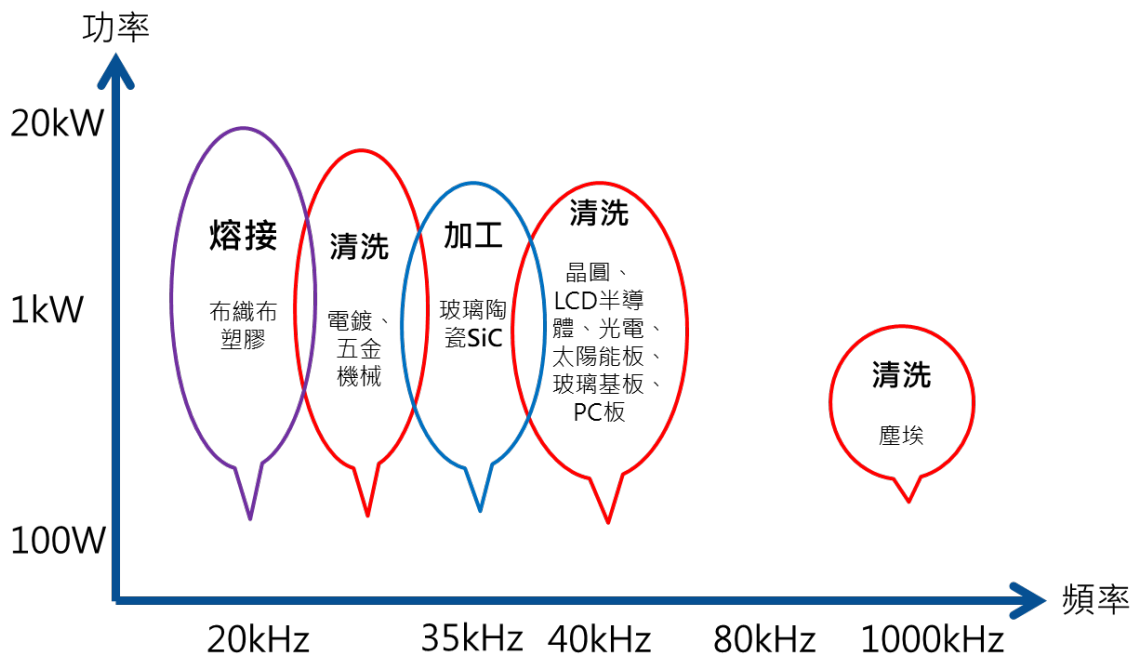 功率
20kW
1kW
100W
熔接
布織布
塑膠
清洗
電鍍、
五金
機械
加工
玻璃陶
瓷SiC
清洗
晶圓、
LCD半導
體、光電、
太陽能板、
玻璃基板、
PC板
清洗
塵埃
頻率
20kHz
35kHz
40kHz
80kHz
1000kHz